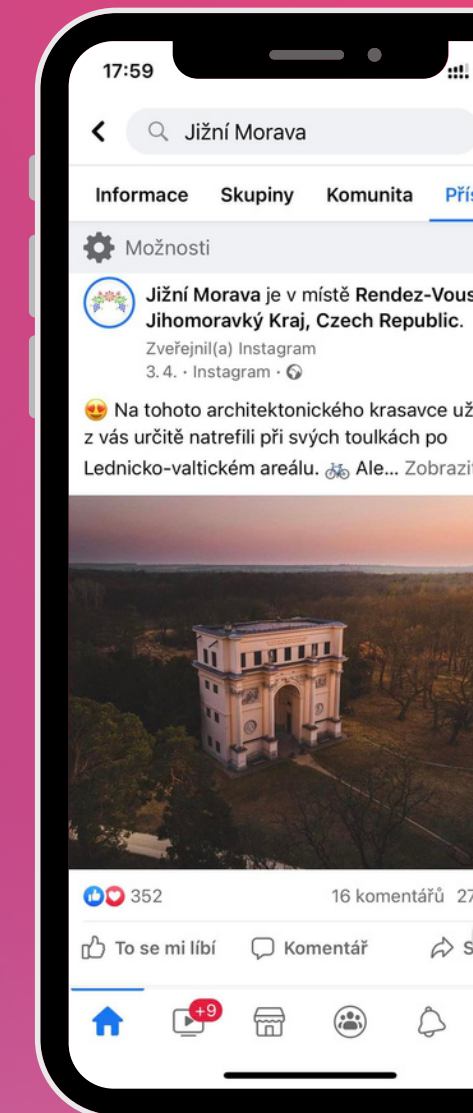 17:59
Jižní Morava
Informace Skupiny Komunita Přís
Možnosti
Jižní Morava je v místě Rendez-Vous
Jihomoravký Kraj, Czech Republic.
Zveřejnil(a) Instagram
3. 4. · Instagram ·
😍 Na tohoto architektonického krasavce už
z vás určitě natrefili při svých toulkách po
Lednicko-valtickém areálu. 🚲 Ale... Zobrazit
352 16 komentářů 27
To se mi líbí Komentář S
+9